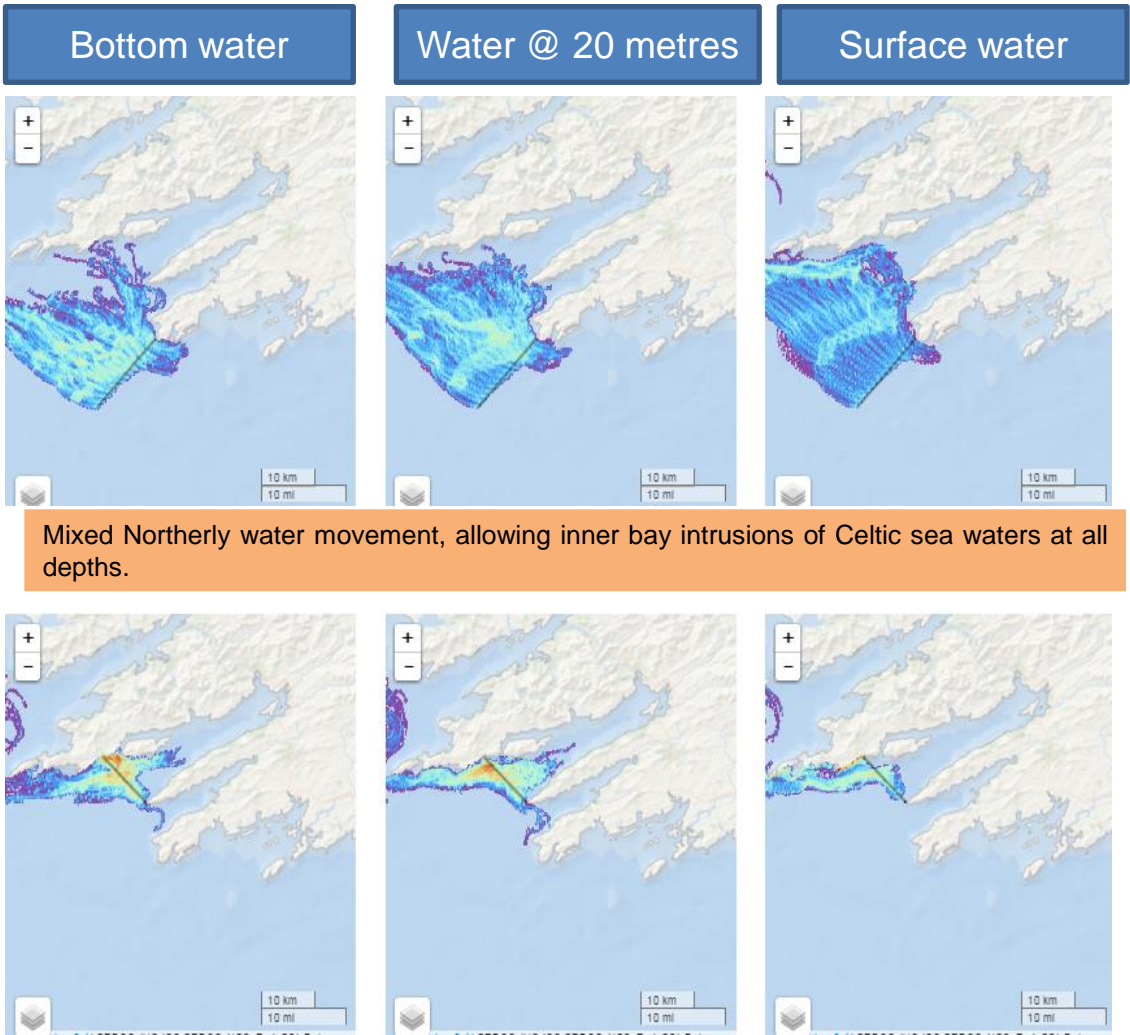 Bottom water
Water @ 20 metres
Surface water
+
+
+
−
−
−
10 km
10 km
10 km
10 mi
10 mi
10 mi
Mixed Northerly water movement, allowing inner bay intrusions of Celtic sea waters at all
depths.
+
+
+
−
−
−
10 km
10 km
10 km
10 mi
10 mi
10 mi